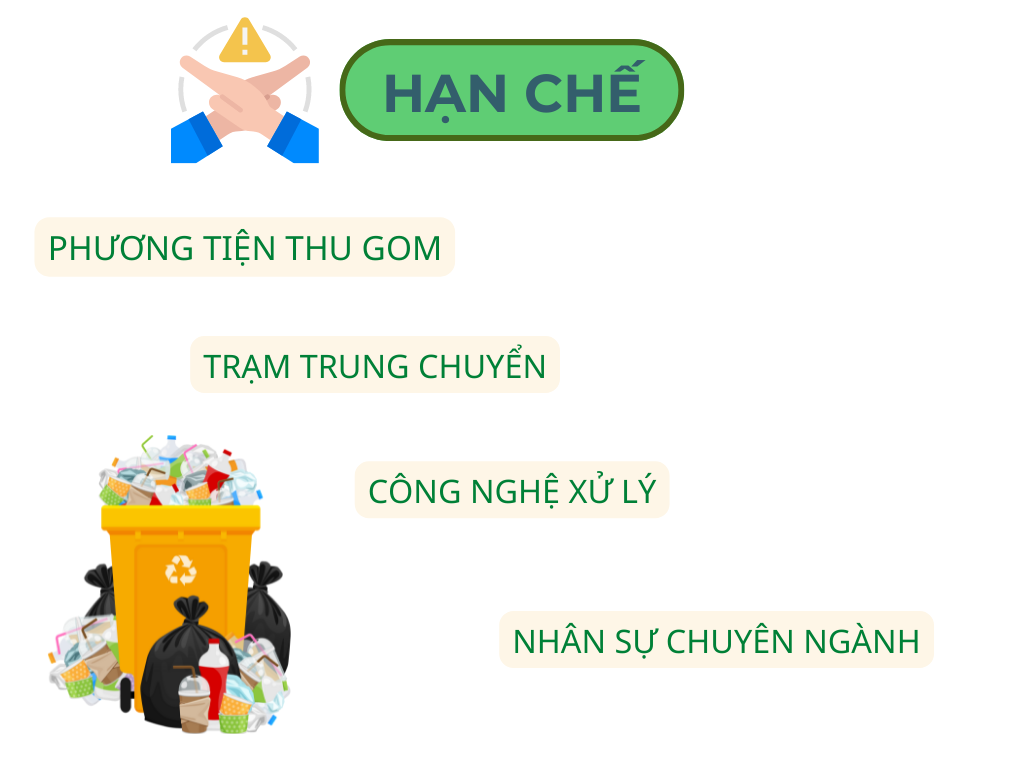 HẠN CHẾ
PHƯƠNG TIỆN THU GOM
TRẠM TRUNG CHUYỂN
CÔNG NGHỆ XỬ LÝ
NHÂN SỰ CHUYÊN NGÀNH